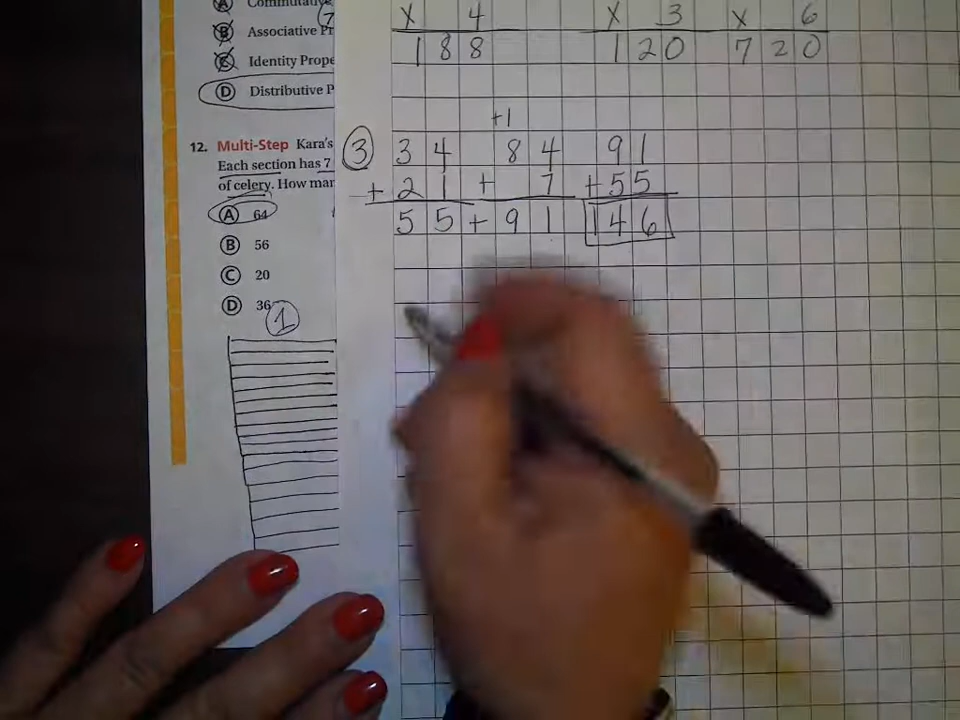 Ⓐ Commutativ
Ⓑ Associative Pr
Ⓒ Identity Prope
Ⓓ Distributive P
12. Multi-Step Kara's
Each section has 7
of celery. How man
Ⓐ 64
Ⓑ 56
Ⓒ 20
Ⓓ 36
①
X 4
188
X 3
120
X 6
720
③
34
+ 21
55
+1
84
+ 7
+ 91
91
+55
146